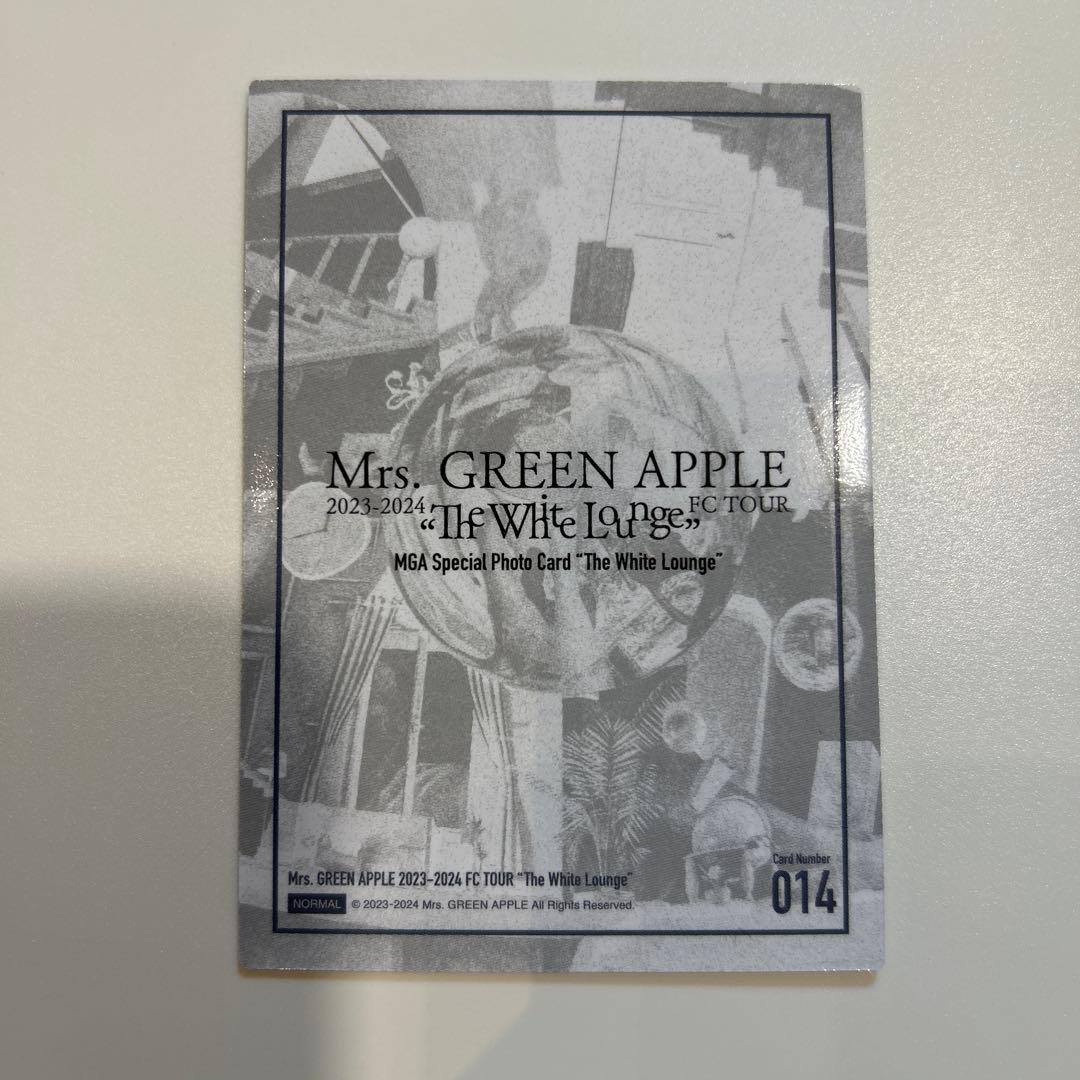 Mrs. GREEN APPLE
2023-2024 “The White Lounge” FC TOUR
MGA Special Photo Card “The White Lounge”
Mrs. GREEN APPLE 2023-2024 FC TOUR “The White Lounge”
NORMAL © 2023-2024 Mrs. GREEN APPLE All Rights Reserved.
Card Number
014